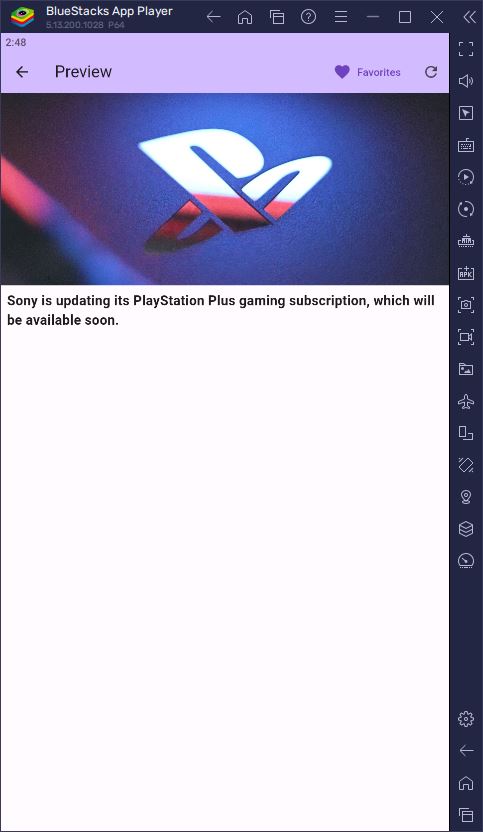 BlueStacks App Player
5.13.200.1028 P64
2:48
Preview
Favorites
Sony is updating its PlayStation Plus gaming subscription, which will
be available soon.
APK